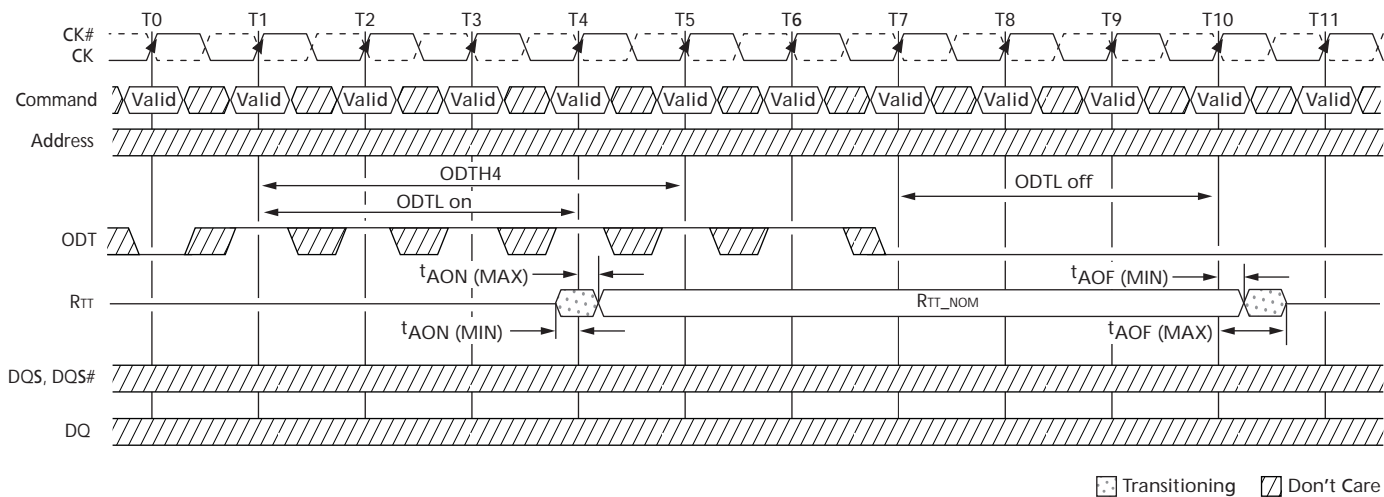 T0 T1 T2 T3 T4 T5 T6 T7 T8 T9 T10 T11
CK#
CK
Command Valid Valid Valid Valid Valid Valid Valid Valid Valid Valid Valid Valid
Address
ODTH4
ODTL off
ODTL on
ODT
tAON (MAX) tAOF (MIN)
RTT RTT_NOM
tAON (MIN) tAOF (MAX)
DQS, DQS#
DQ
Transitioning Don't Care